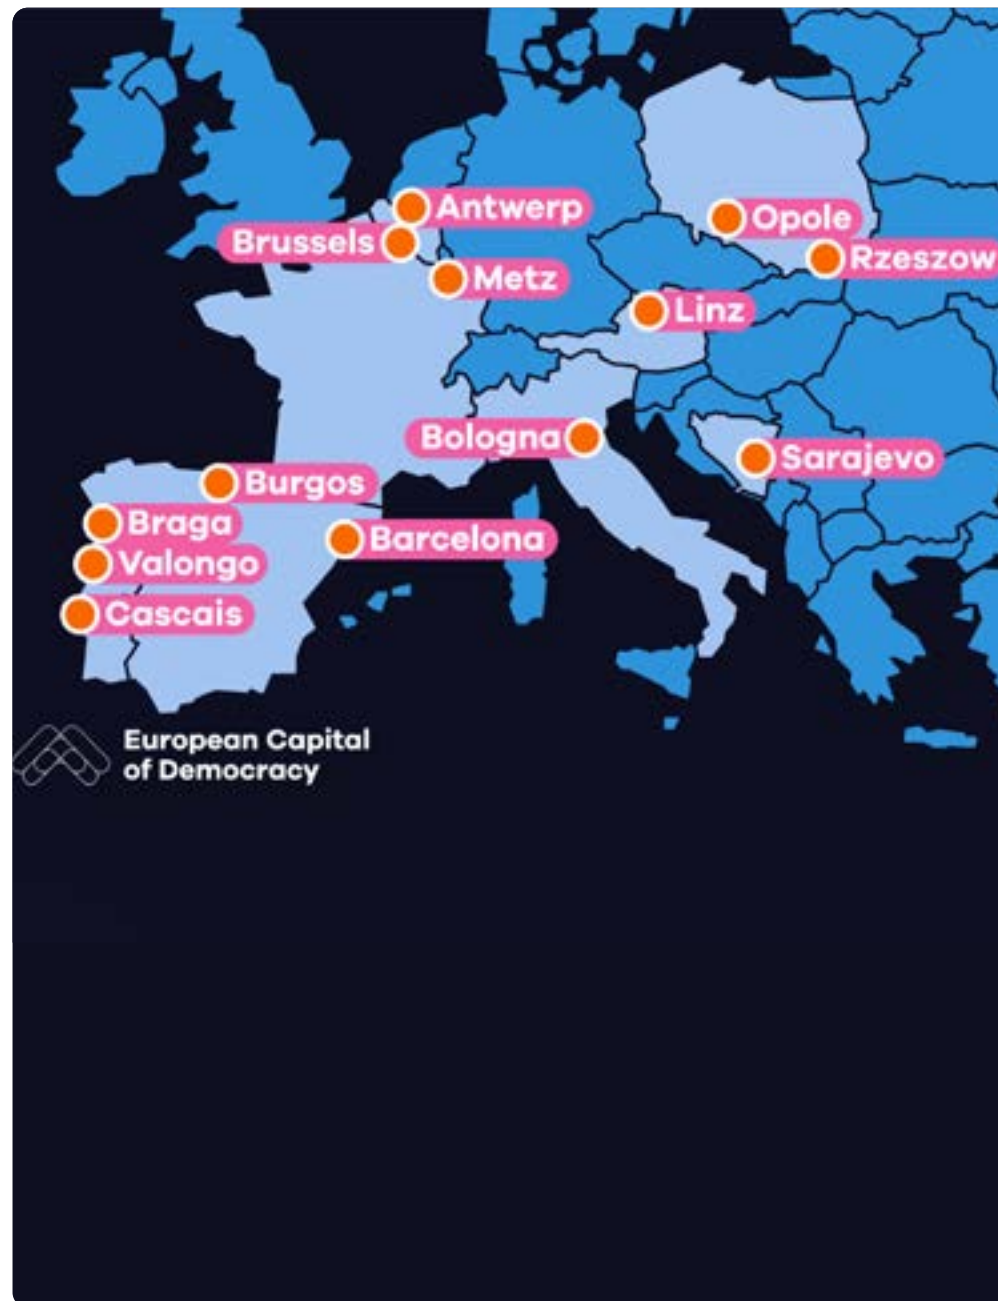 Antwerp
Opole
Brussels
Rzeszow
Metz
Linz
Bologna
Sarajevo
Burgos
Braga
Barcelona
Valongo
Cascais
European Capital
of Democracy